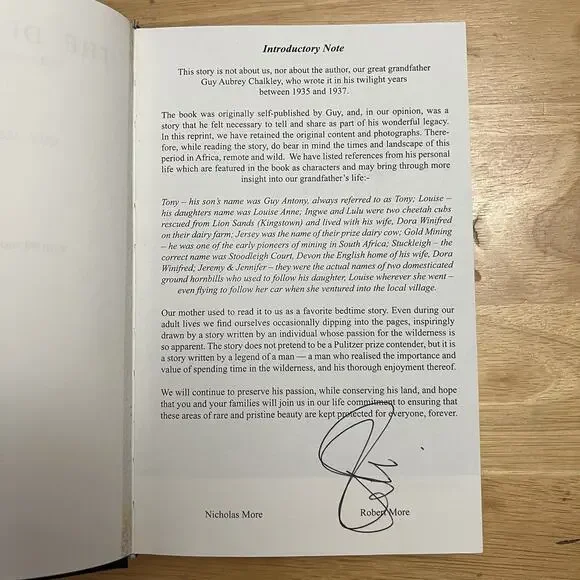 Introductory Note
This story is not about us, nor about the author, our great grandfather
Guy Aubrey Chalkley, who wrote it in his twilight years
between 1935 and 1937.
The book was originally self-published by Guy, and, in our opinion, was a
story that he felt necessary to tell and share as part of his wonderful legacy.
In this reprint, we have retained the original content and photographs. There-
fore, while reading the story, do bear in mind the times and landscape of this
period in Africa, remote and wild. We have listed references from his personal
life which are featured in the book as characters and may bring through more
insight into our grandfather's life:-
Tony – his son's name was Guy Antony, always referred to as Tony; Louise –
his daughters name was Louise Anne; Ingwe and Lulu were two cheetah cubs
rescued from Lion Sands (Kingstown) and lived with his wife, Dora Winifred
on their dairy farm; Jersey was the name of their prize dairy cow; Gold Mining
– he was one of the early pioneers of mining in South Africa; Stuckleigh – the
correct name was Stoodleigh Court, Devon the English home of his wife, Dora
Winifred; Jeremy & Jennifer – they were the actual names of two domesticated
ground hornbills who used to follow his daughter, Louise wherever she went –
even flying to follow her car when she ventured into the local village.
Our mother used to read it to us as a favorite bedtime story. Even during our
adult lives we find ourselves occasionally dipping into the pages, inspiringly
drawn by a story written by an individual whose passion for the wilderness is
so apparent. The story does not pretend to be a Pulitzer prize contender, but it is
a story written by a legend of a man — a man who realised the importance and
value of spending time in the wilderness, and his thorough enjoyment thereof.
We will continue to preserve his passion, while conserving his land, and hope
that you and your families will join us in our life commitment to ensuring that
these areas of rare and pristine beauty are kept protected for everyone, forever.
Nicholas More
Robert More